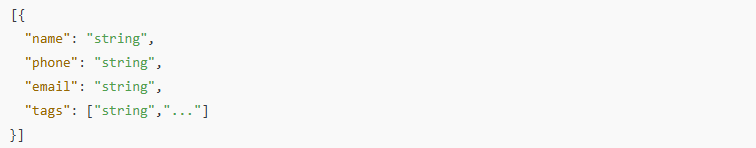 [{
  "name": "string",
  "phone": "string",
  "email": "string",
  "tags": ["string","..."]
}]